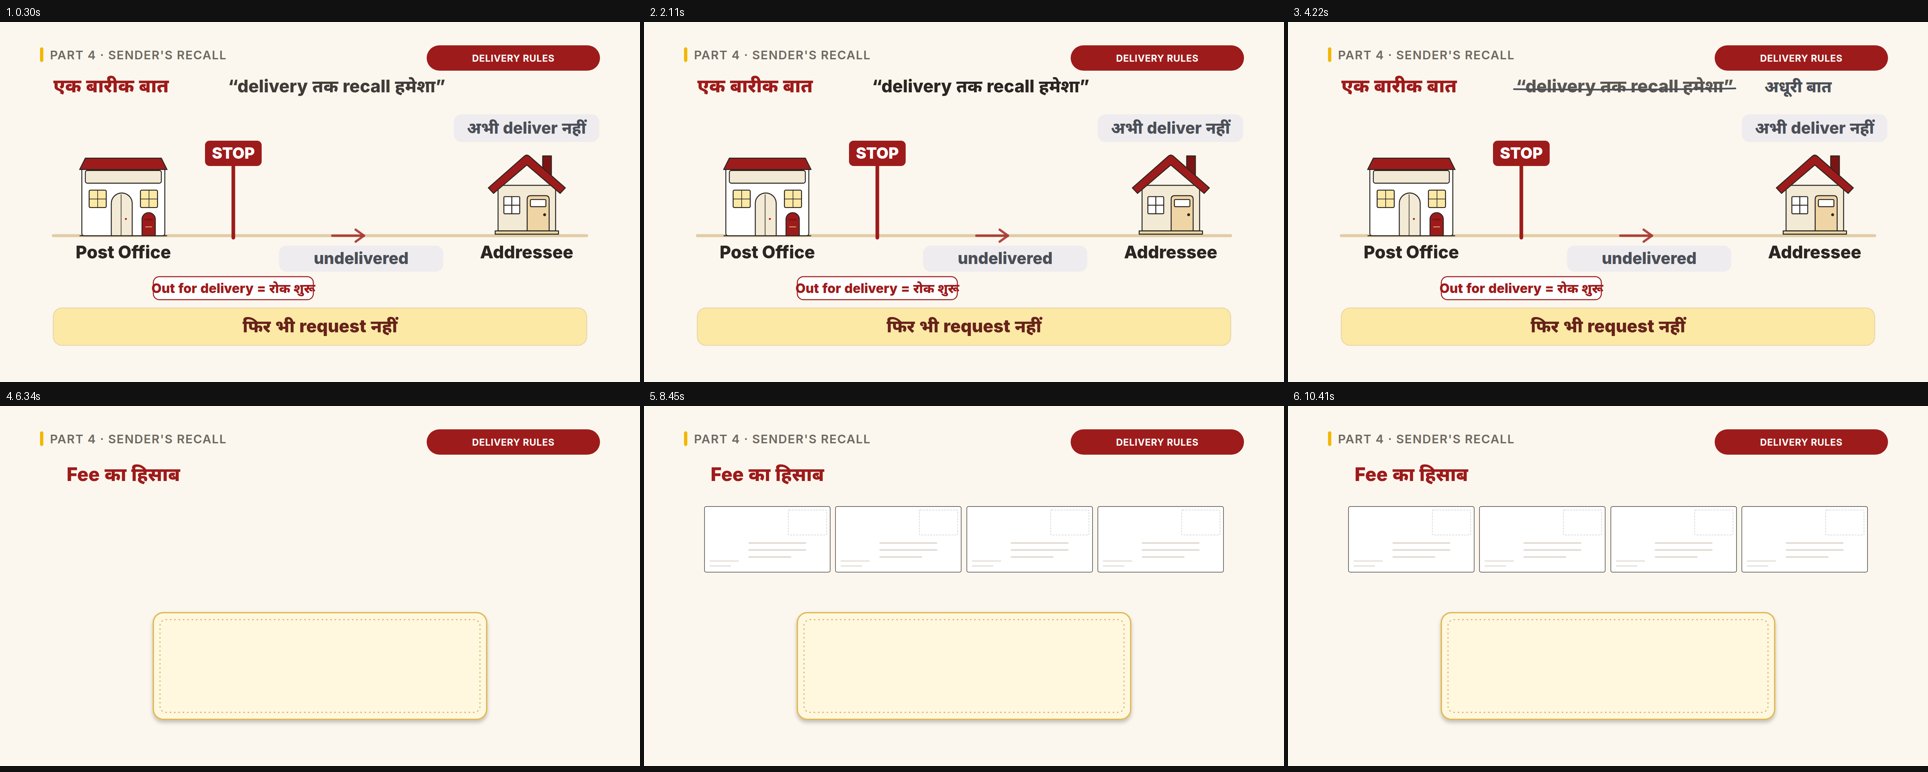 1. 0.30s
PART 4 · SENDER'S RECALL
DELIVERY RULES
एक बारीक बात
“delivery तक recall हमेशा”
अभी deliver नहीं
STOP
Post Office
undelivered
Addressee
Out for delivery = रोक शुरू
फिर भी request नहीं
2. 2.11s
PART 4 · SENDER'S RECALL
DELIVERY RULES
एक बारीक बात
“delivery तक recall हमेशा”
अभी deliver नहीं
STOP
Post Office
undelivered
Addressee
Out for delivery = रोक शुरू
फिर भी request नहीं
3. 4.22s
PART 4 · SENDER'S RECALL
DELIVERY RULES
एक बारीक बात
“delivery तक recall हमेशा”
अधूरी बात
अभी deliver नहीं
STOP
Post Office
undelivered
Addressee
Out for delivery = रोक शुरू
फिर भी request नहीं
4. 6.34s
PART 4 · SENDER'S RECALL
DELIVERY RULES
Fee का हिसाब
5. 8.45s
PART 4 · SENDER'S RECALL
DELIVERY RULES
Fee का हिसाब
6. 10.41s
PART 4 · SENDER'S RECALL
DELIVERY RULES
Fee का हिसाब